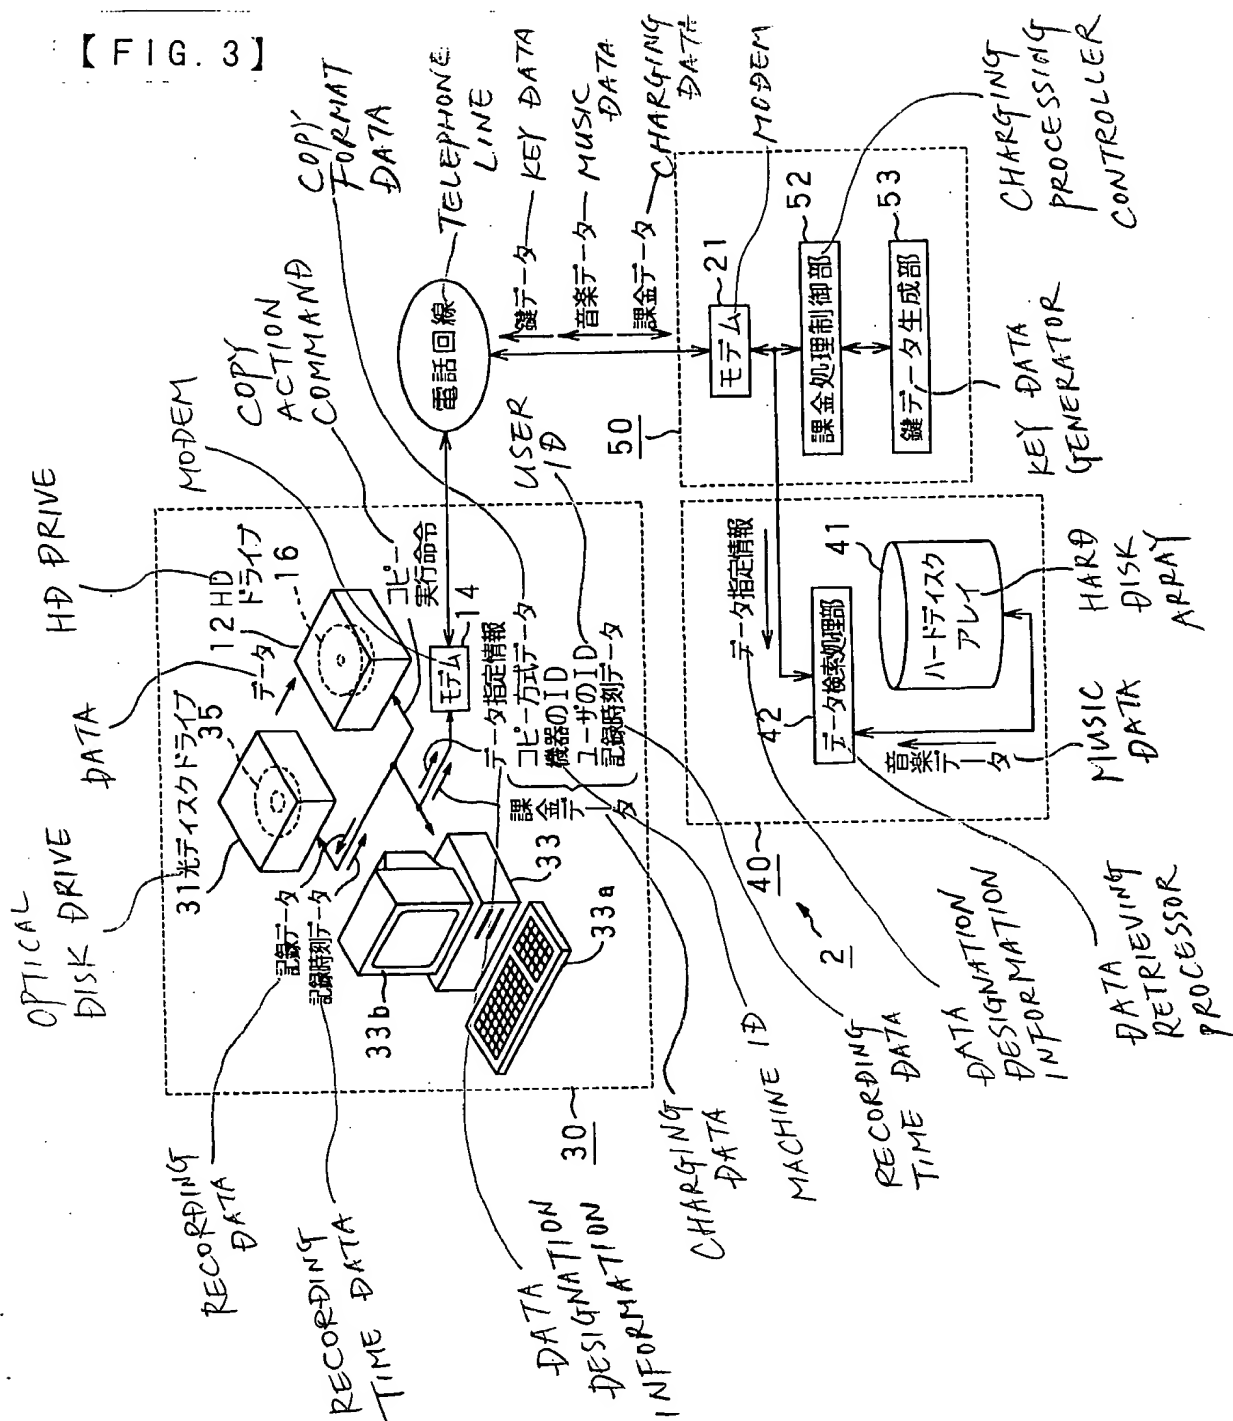 【FIG. 3】
OPTICAL
DISK DRIVE
DATA
HD DRIVE
MODEM
COPY
ACTION
COMMAND
COPY
FORMAT
DATA
TELEPHONE
LINE
KEY DATA
MUSIC
DATA
CHARGING
DATA
MODEM
CHARGING
PROCESSING
CONTROLLER
31光ディスクドライブ
35
データ
12HD
ドライブ
16
コピー
実行命令
電話回線
鍵データ
音楽データ
課金データ
記録データ
記録時刻データ
モデム
14
データ指定情報
コピー方式データ
機器のID
ユーザのID
記録時刻データ
課金
データ
USER
ID
33
33a
33b
30
50
モデム
21
課金処理制御部
52
鍵データ生成部
53
KEY DATA
GENERATOR
データ指定情報
42
データ検索処理部
41
ハードディスク
アレイ
音楽
データ
40
2
HARD
DISK
ARRAY
MUSIC
DATA
RECORDING
DATA
RECORDING
TIME DATA
DATA
DESIGNATION
INFORMATION
CHARGING
DATA
MACHINE ID
RECORDING
TIME DATA
DATA
DESIGNATION
INFORMATION
DATA
RETRIEVING
PROCESSOR